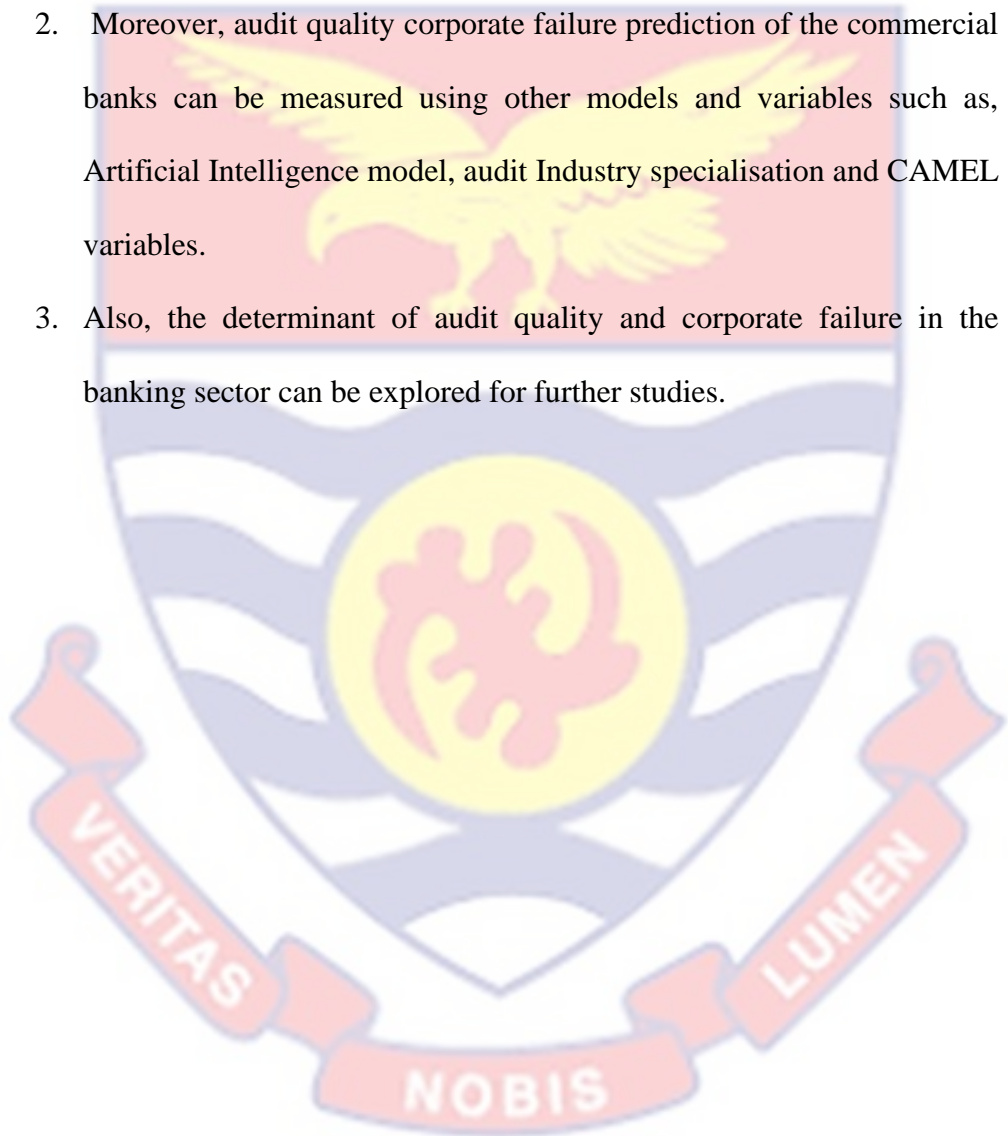 2. Moreover, audit quality corporate failure prediction of the commercial
banks can be measured using other models and variables such as,
Artificial Intelligence model, audit Industry specialisation and CAMEL
variables.
3. Also, the determinant of audit quality and corporate failure in the
banking sector can be explored for further studies.
VERITAS
NOBIS
LUMEN